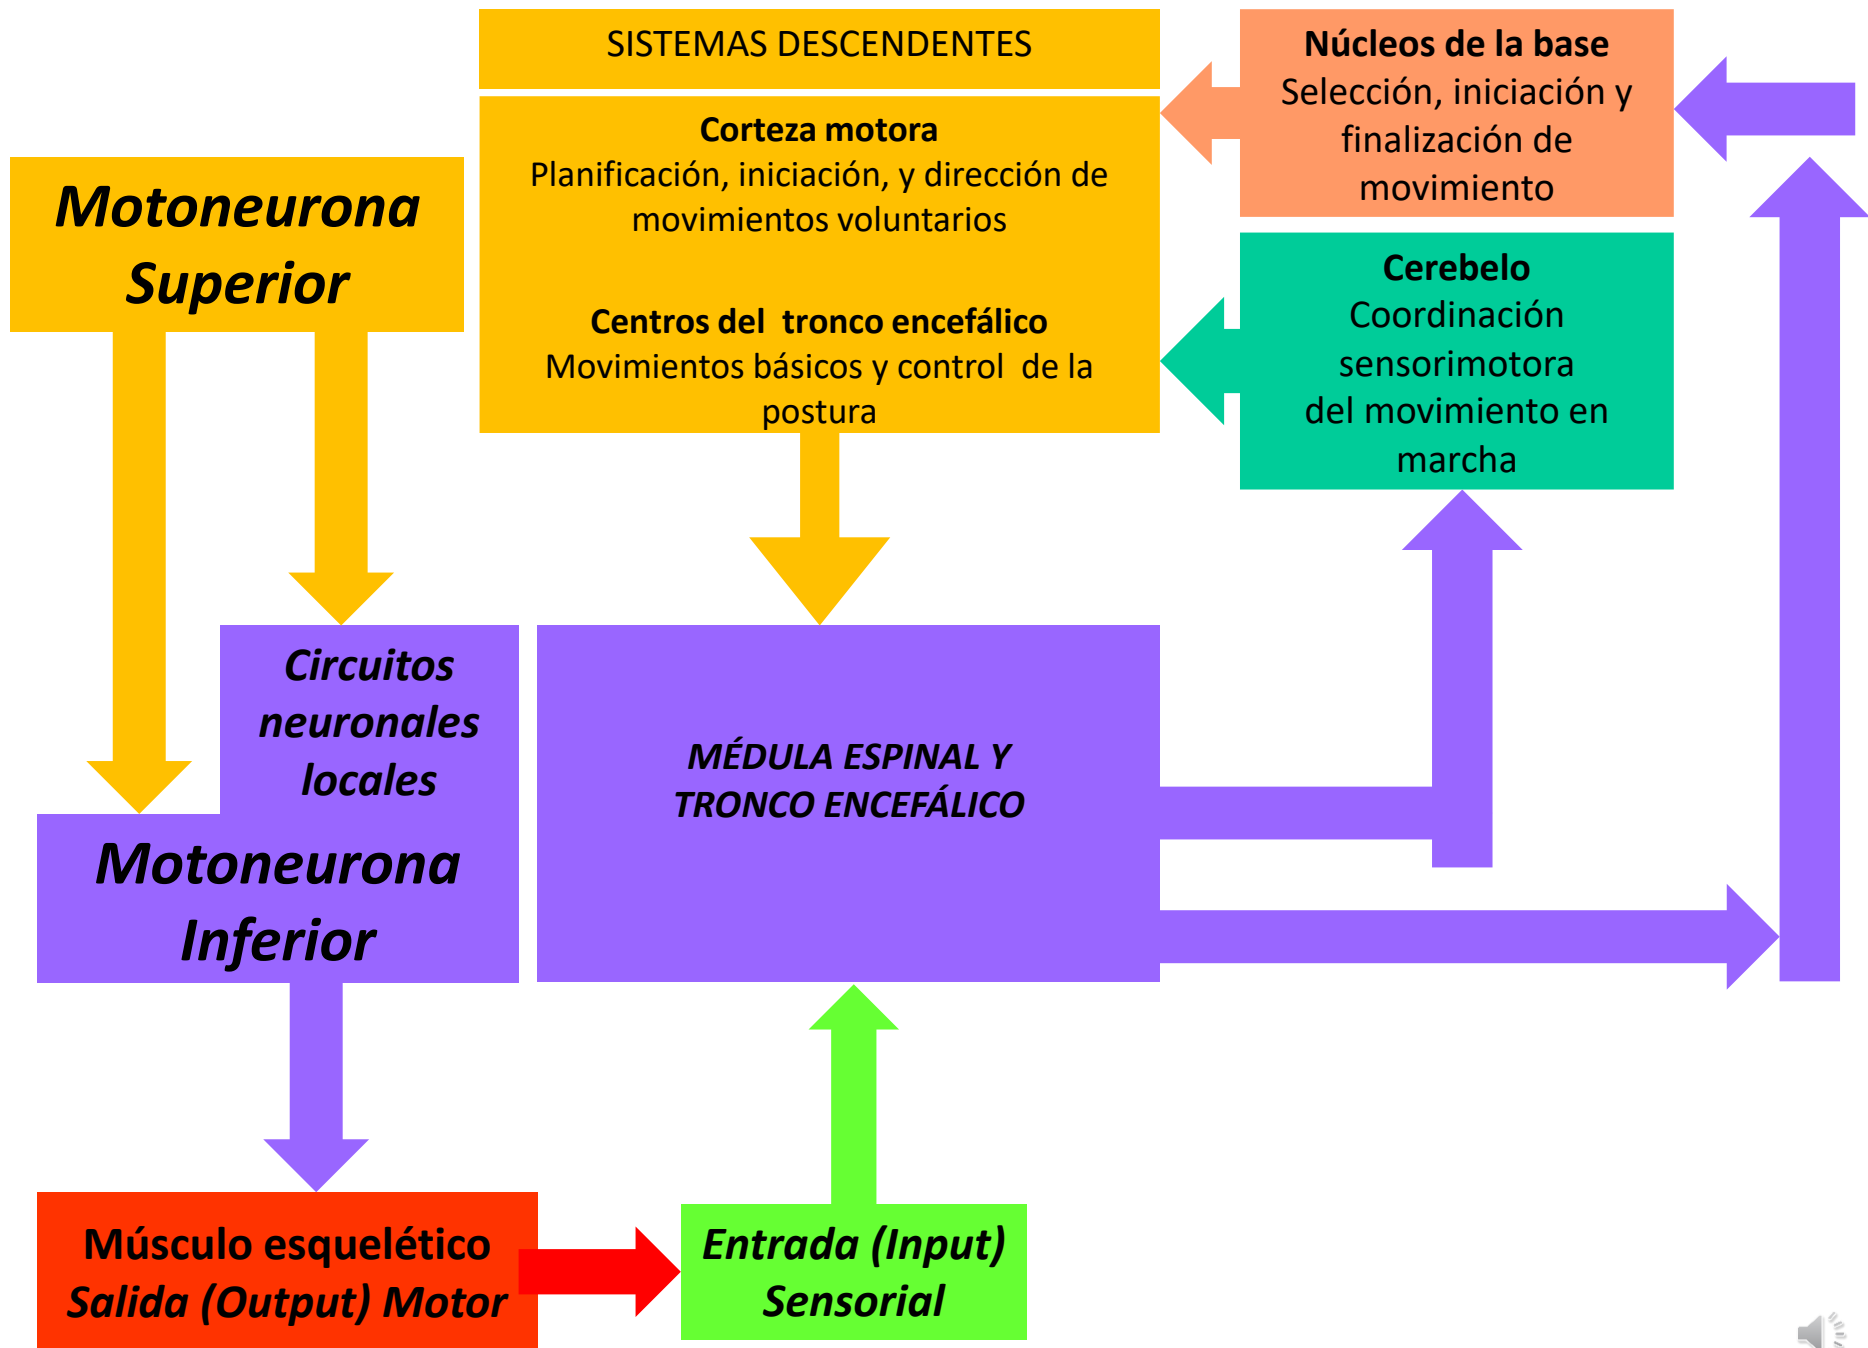 SISTEMAS DESCENDENTES
Corteza motora
Planificación, iniciación, y dirección de
movimientos voluntarios
Centros del tronco encefálico
Movimientos básicos y control de la
postura
Núcleos de la base
Selección, iniciación y
finalización de
movimiento
Cerebelo
Coordinación
sensorimotora
del movimiento en
marcha
Motoneurona
Superior
Circuitos
neuronales
locales
Motoneurona
Inferior
MÉDULA ESPINAL Y
TRONCO ENCEFÁLICO
Músculo esquelético
Salida (Output) Motor
Entrada (Input)
Sensorial